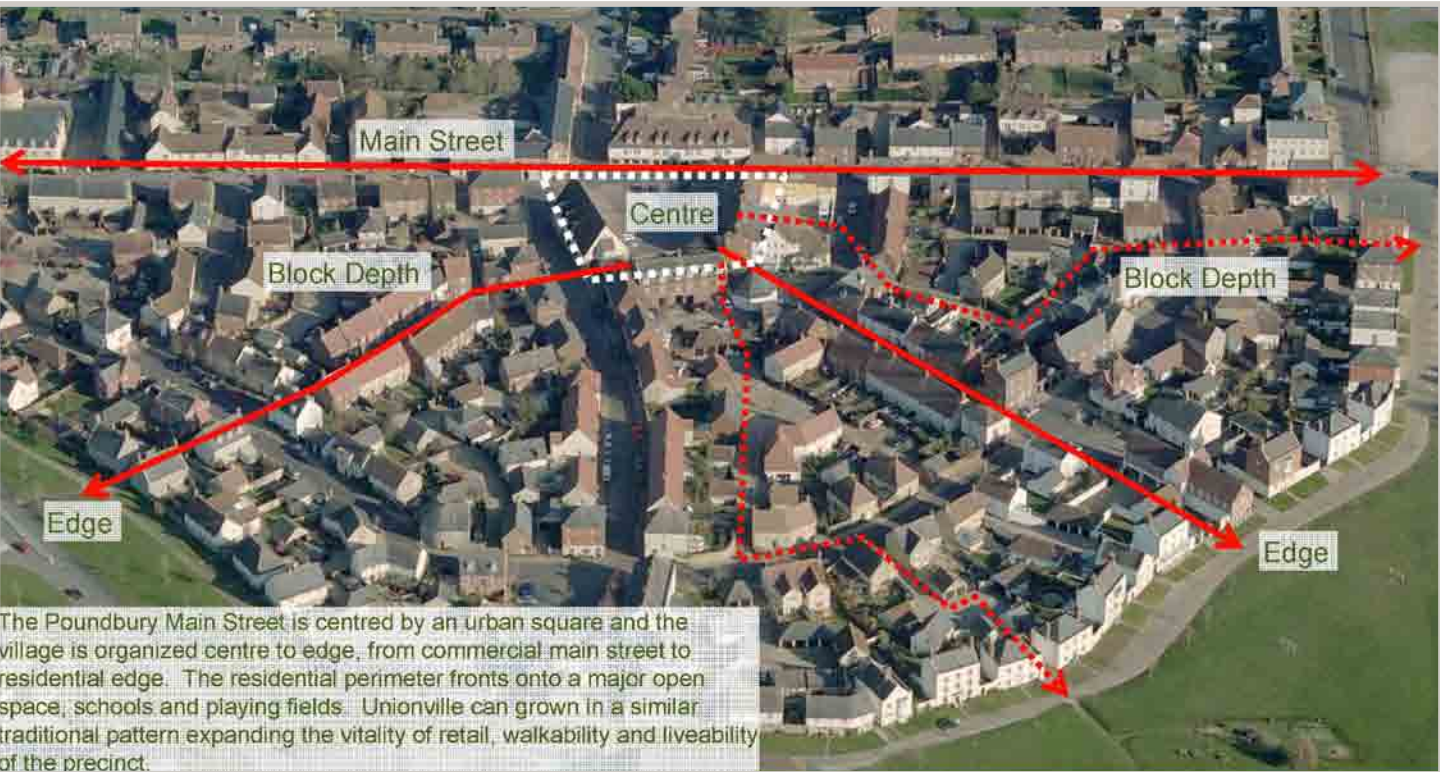 Main Street
Centre
Block Depth
Block Depth
Edge
Edge
The Poundbury Main Street is centred by an urban square and the
village is organized centre to edge, from commercial main street to
residential edge.  The residential perimeter fronts onto a major open
space, schools and playing fields.  Unionville can grown in a similar
traditional pattern expanding the vitality of retail, walkability and liveability
of the precinct.